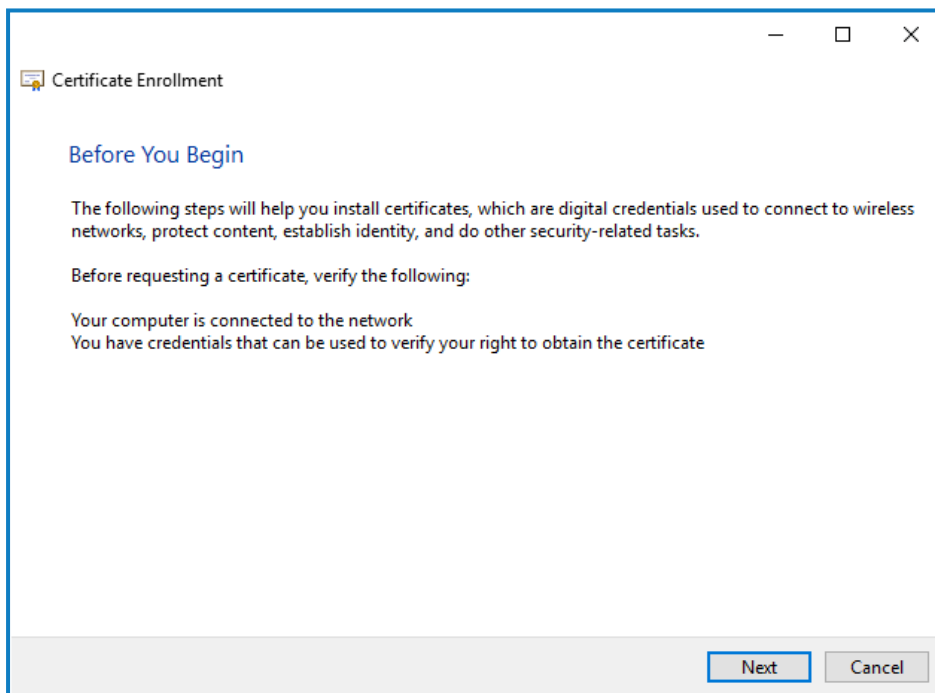 Certificate Enrollment
Before You Begin
The following steps will help you install certificates, which are digital credentials used to connect to wireless
networks, protect content, establish identity, and do other security-related tasks.
Before requesting a certificate, verify the following:
Your computer is connected to the network
You have credentials that can be used to verify your right to obtain the certificate
Next
Cancel